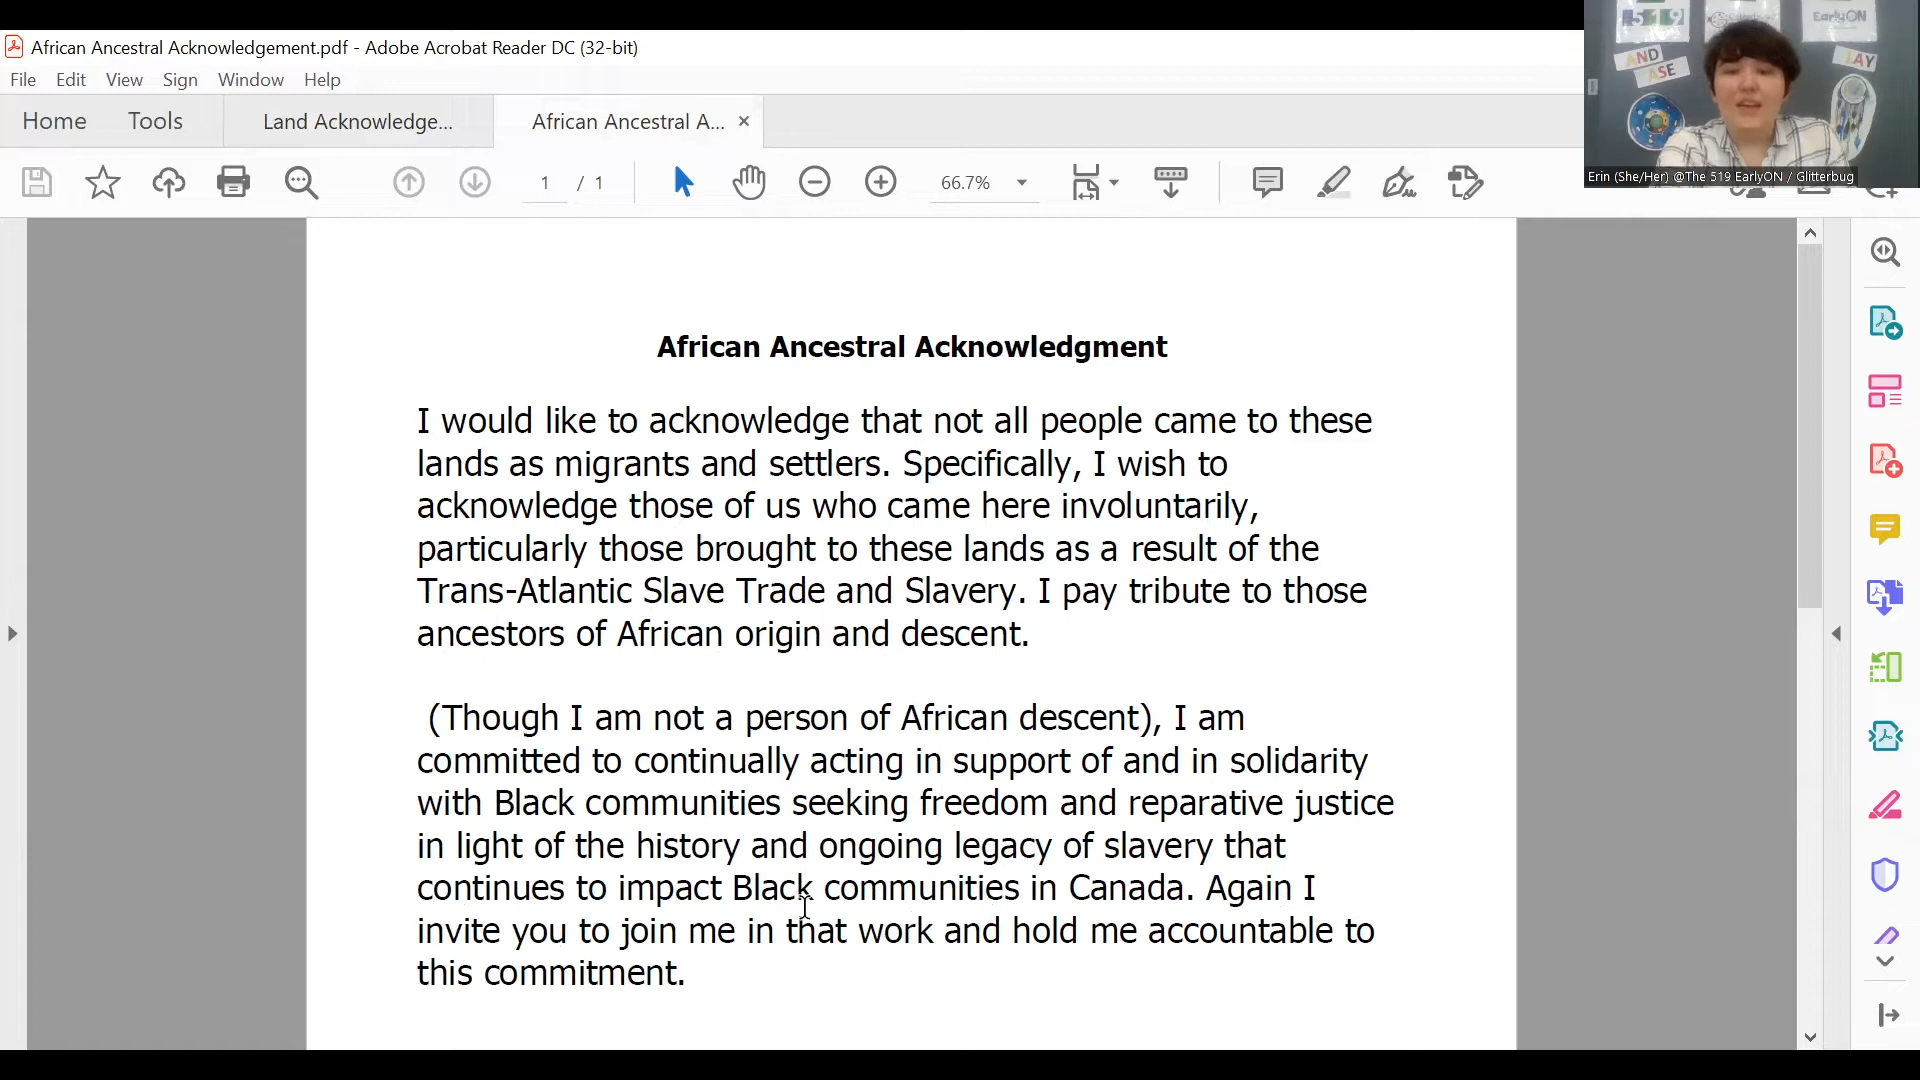 African Ancestral Acknowledgement.pdf - Adobe Acrobat Reader DC (32-bit)
File Edit View Sign Window Help
Home Tools Land Acknowledge... African Ancestral A... ×
1 / 1 66.7%
519
EarlyON
AND
LAY
Erin (She/Her) @The 519 EarlyON / Glitterbug
African Ancestral Acknowledgment
I would like to acknowledge that not all people came to these
lands as migrants and settlers. Specifically, I wish to
acknowledge those of us who came here involuntarily,
particularly those brought to these lands as a result of the
Trans-Atlantic Slave Trade and Slavery. I pay tribute to those
ancestors of African origin and descent.
(Though I am not a person of African descent), I am
committed to continually acting in support of and in solidarity
with Black communities seeking freedom and reparative justice
in light of the history and ongoing legacy of slavery that
continues to impact Black communities in Canada. Again I
invite you to join me in that work and hold me accountable to
this commitment.